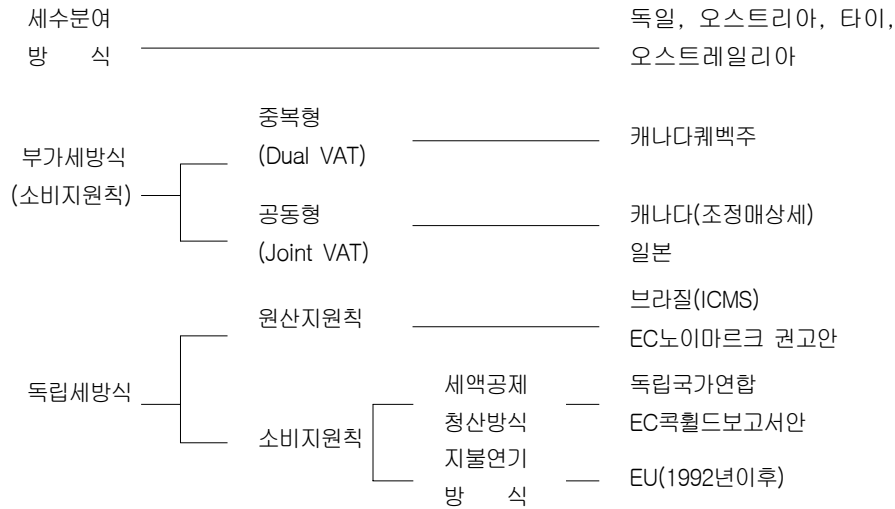 세수분여
방 식
독일, 오스트리아, 타이,
오스트레일리아
부가세방식
(소비지원칙)
중복형
(Dual VAT)
캐나다퀘벡주
공동형
(Joint VAT)
캐나다(조정매상세)
일본
독립세방식
원산지원칙
브라질(ICMS)
EC노이마르크 권고안
소비지원칙
세액공제
청산방식
독립국가연합
EC콕휠드보고서안
지불연기
방 식
EU(1992년이후)